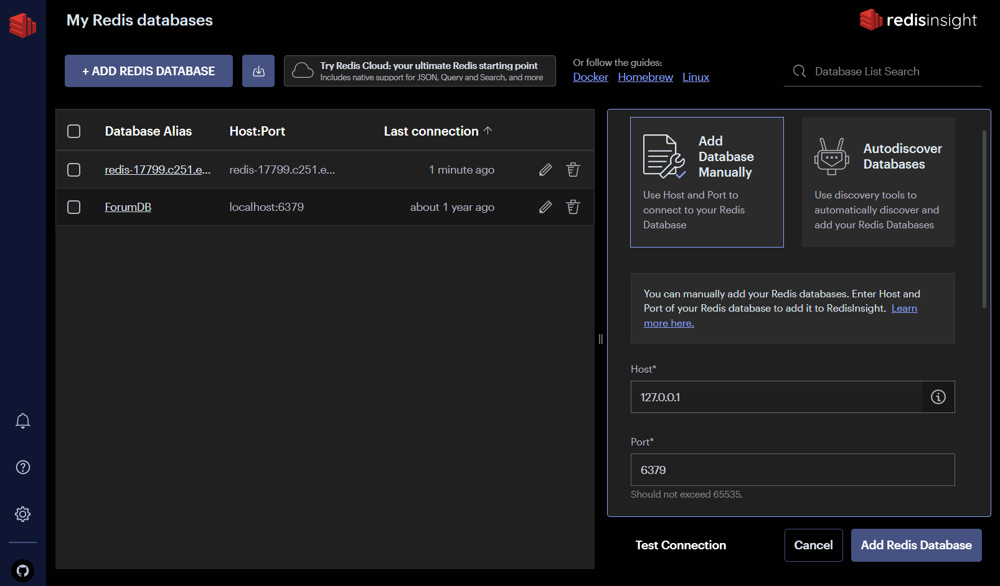 My Redis databases
redisinsight
+ ADD REDIS DATABASE
Try Redis Cloud: your ultimate Redis starting point
Includes native support for JSON, Query and Search, and more
Or follow the guides:
Docker Homebrew Linux
Database List Search
Database Alias Host:Port Last connection
redis-17799.c251.e... redis-17799.c251.e... 1 minute ago
ForumDB localhost:6379 about 1 year ago
Add
Database
Manually
Use Host and Port to
connect to your Redis
Database
Autodiscover
Databases
Use discovery tools to
automatically discover and
add your Redis Databases
You can manually add your Redis databases. Enter Host and
Port of your Redis database to add it to RedisInsight. Learn
more here.
Host*
127.0.0.1
Port*
6379
Should not exceed 65535.
Test Connection
Cancel
Add Redis Database